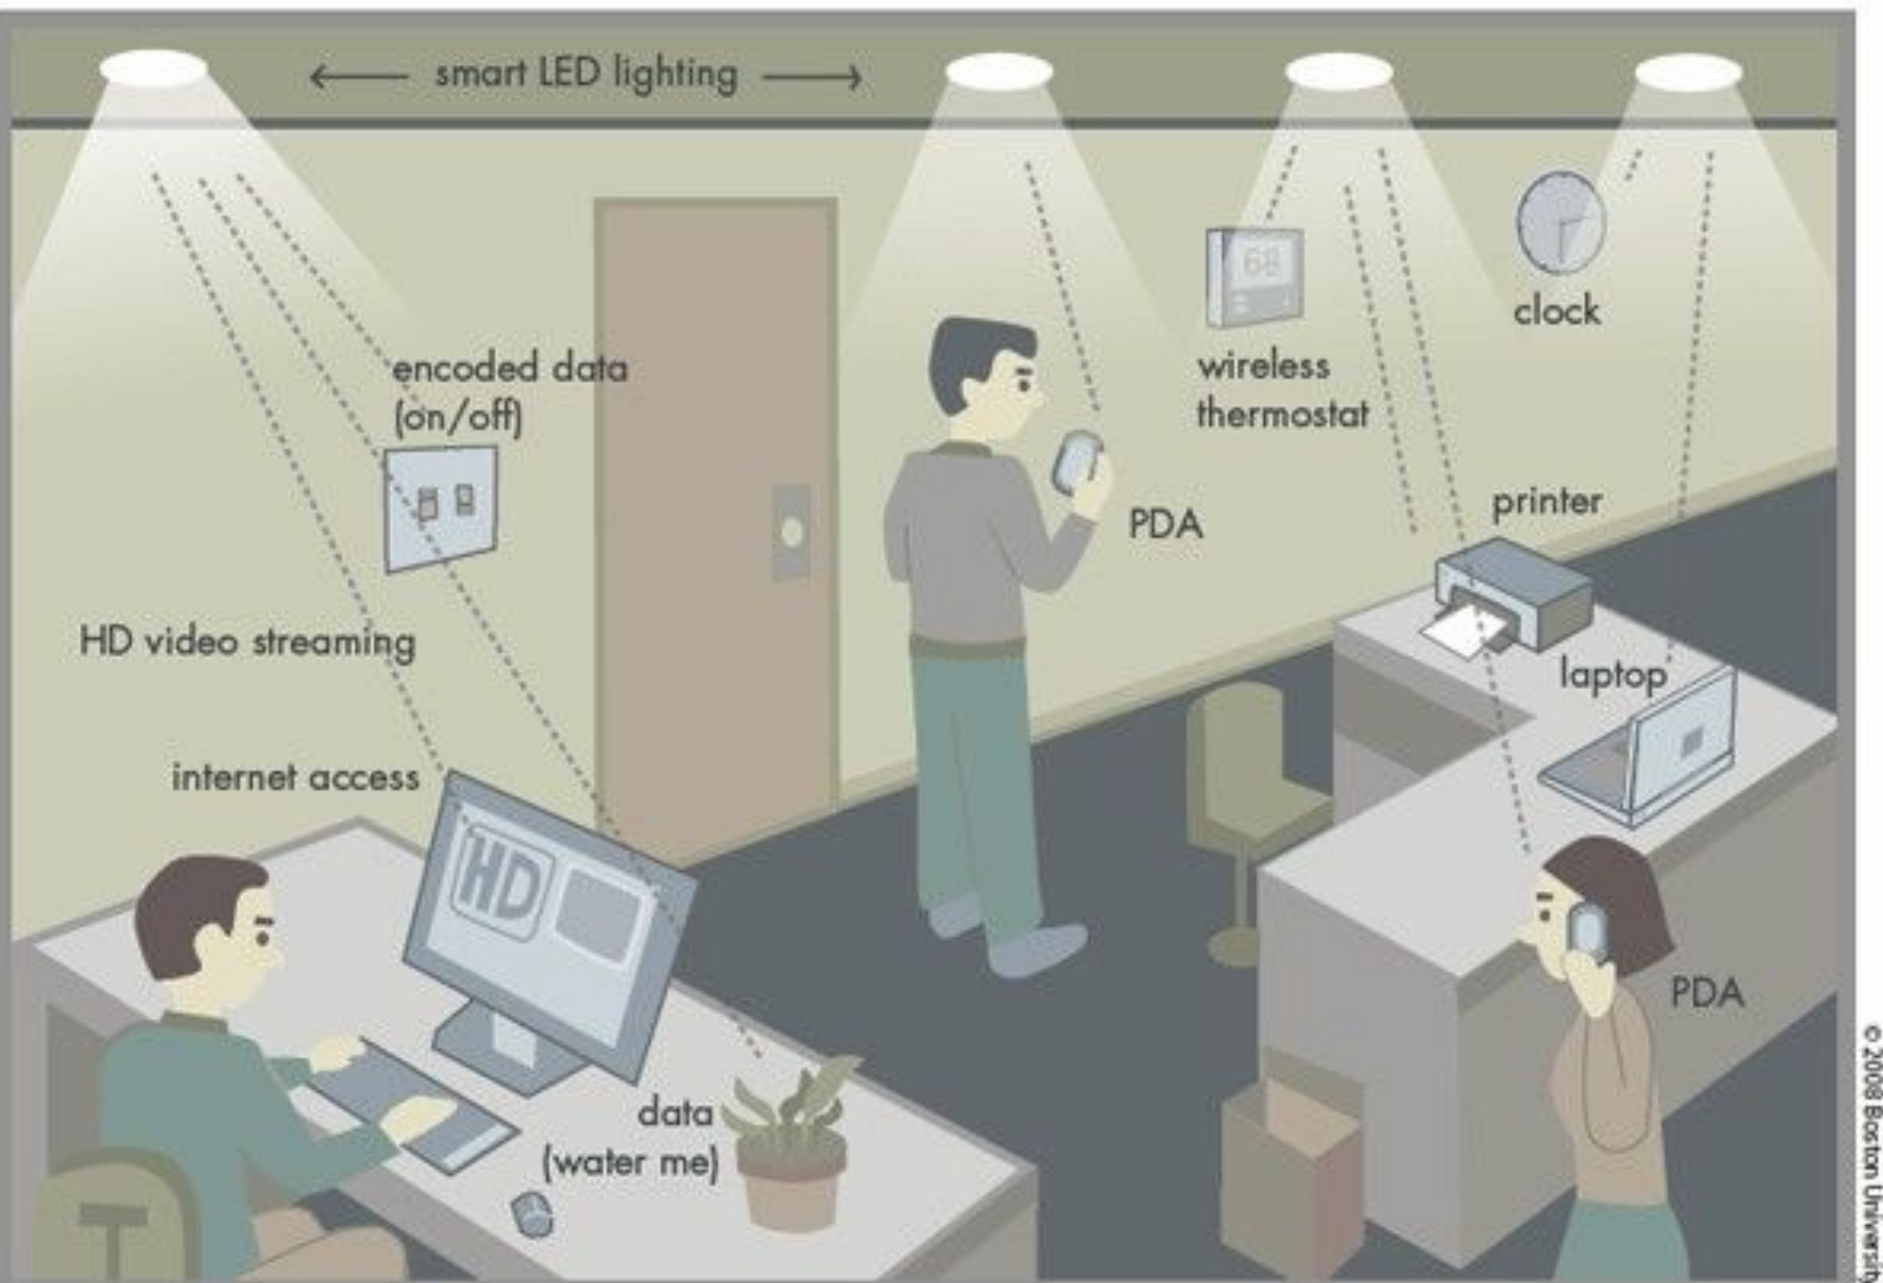 smart LED lighting
encoded data
(on/off)
68
clock
wireless
thermostat
PDA
printer
HD video streaming
laptop
internet access
HD
PDA
data
(water me)
© 2008 Boston University